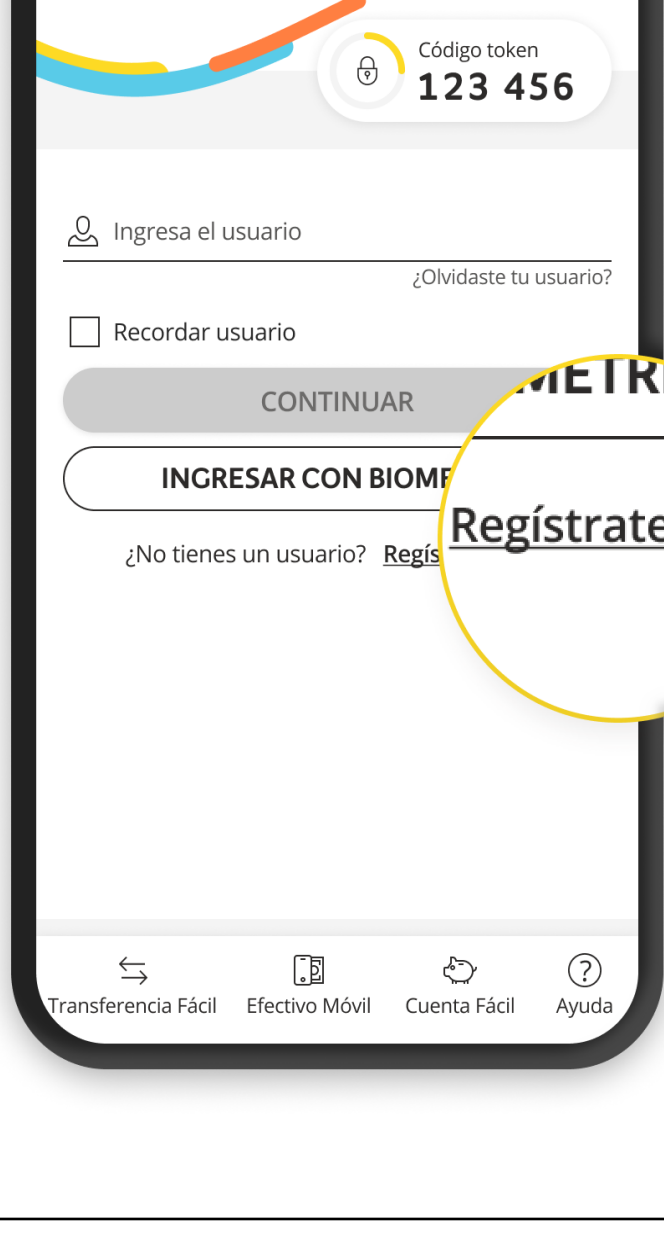 Código token
123 456
Ingresa el usuario
¿Olvidaste tu usuario?
Recordar usuario
CONTINUAR
INGRESAR CON BIOME
METRI
¿No tienes un usuario? Regís
Regístrate
Transferencia Fácil Efectivo Móvil Cuenta Fácil Ayuda